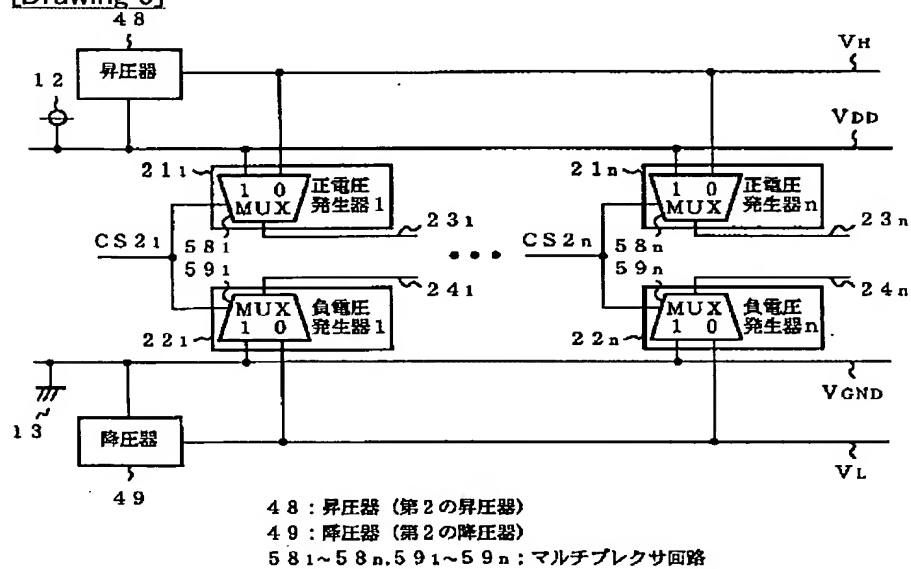 48
昇圧器
VH
12
VDD
21₁
1 0
MUX
正電圧
発生器1
21n
1 0
MUX
正電圧
発生器n
23₁
23n
CS2₁
58₁
59₁
• • •
CS2n
58n
59n
24₁
24n
MUX
1 0
負電圧
発生器1
22₁
MUX
1 0
負電圧
発生器n
22n
VGND
13
降圧器
VL
49
48:昇圧器(第2の昇圧器)
49:降圧器(第2の降圧器)
58₁~58n,59₁~59n;マルチプレクサ回路